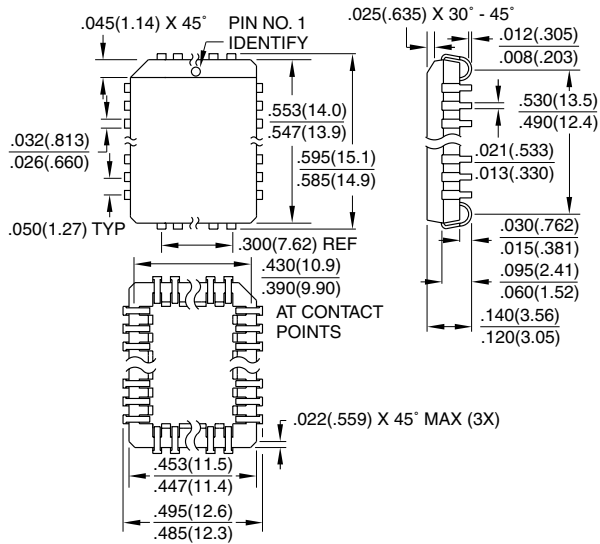 .045(1.14) X 45˚
PIN NO. 1
IDENTIFY
.025(.635) X 30˚ - 45˚
.012(.305)
.008(.203)
.553(14.0)
.547(13.9)
.530(13.5)
.490(12.4)
.032(.813)
.026(.660)
.595(15.1)
.585(14.9)
.021(.533)
.013(.330)
.050(1.27) TYP
.300(7.62) REF
.030(.762)
.015(.381)
.430(10.9)
.390(9.90)
AT CONTACT
POINTS
.095(2.41)
.060(1.52)
.140(3.56)
.120(3.05)
.022(.559) X 45˚ MAX (3X)
.453(11.5)
.447(11.4)
.495(12.6)
.485(12.3)